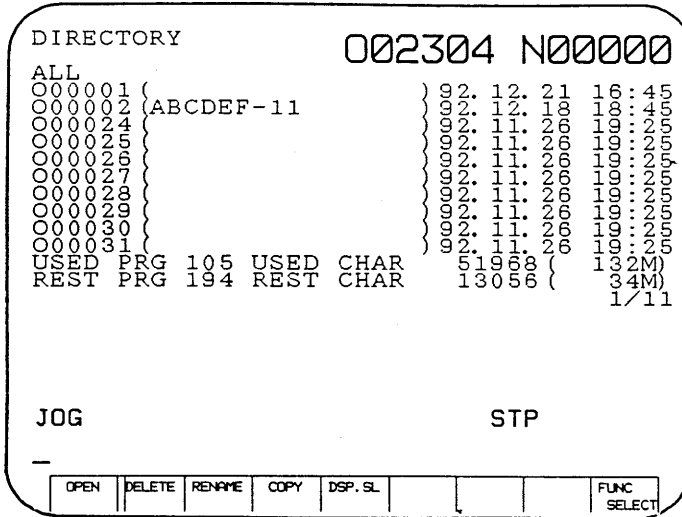 DIRECTORY O02304 N00000
ALL
O00001 ( ) 92. 12. 21 16:45
O00002 (ABCDEF-11 ) 92. 12. 18 18:45
O00024 ( ) 92. 11. 26 19:25
O00025 ( ) 92. 11. 26 19:25
O00026 ( ) 92. 11. 26 19:25
O00027 ( ) 92. 11. 26 19:25
O00028 ( ) 92. 11. 26 19:25
O00029 ( ) 92. 11. 26 19:25
O00030 ( ) 92. 11. 26 19:25
O00031 ( ) 92. 11. 26 19:25
USED PRG 105 USED CHAR 51968 ( 132M)
REST PRG 194 REST CHAR 13056 ( 34M)
1/11
JOG STP
_
OPEN DELETE RENAME COPY DSP.SL FUNC SELECT